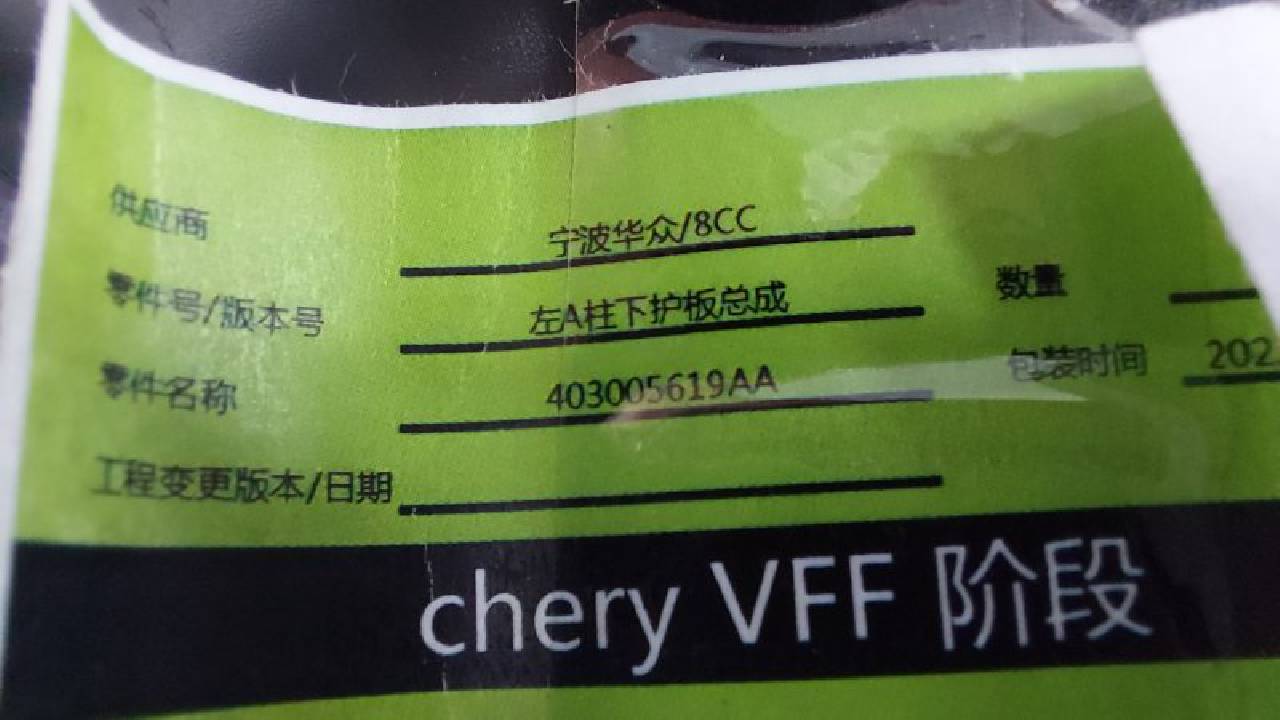 供应商 宁波华众/8CC
零件号/版本号 左A柱下护板总成 数量
零件名称 403005619AA 包装时间 202
工程变更版本/日期
chery VFF 阶段